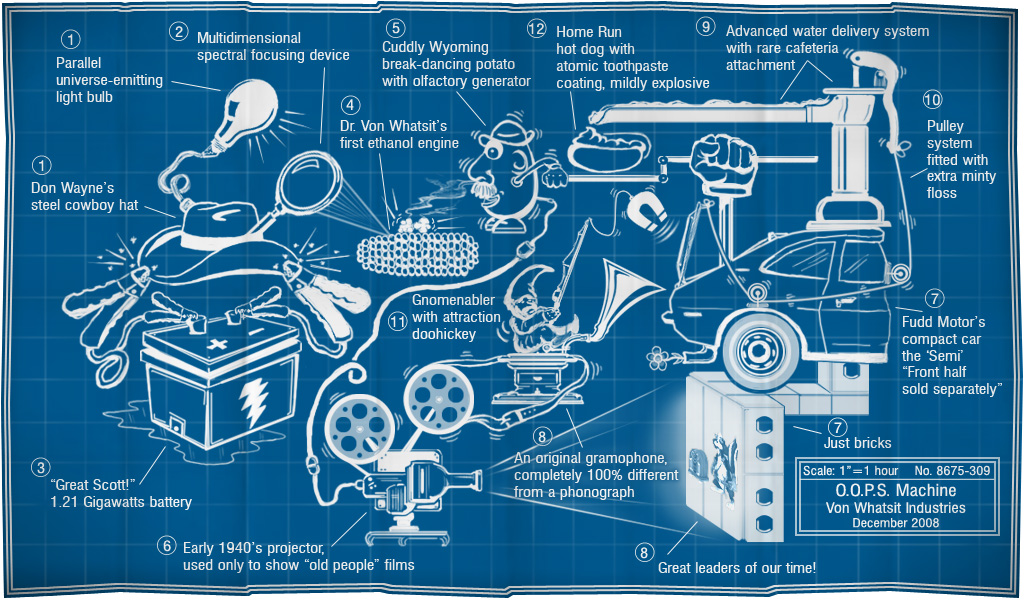 1
Parallel
universe-emitting
light bulb
2
Multidimensional
spectral focusing device
5
Cuddly Wyoming
break-dancing potato
with olfactory generator
12
Home Run
hot dog with
atomic toothpaste
coating, mildly explosive
9
Advanced water delivery system
with rare cafeteria
attachment
4
Dr. Von Whatsit's
first ethanol engine
10
Pulley
system
fitted with
extra minty
floss
1
Don Wayne's
steel cowboy hat
11
Gnomenabler
with attraction
doohickey
7
Fudd Motor's
compact car
the 'Semi'
"Front half
sold separately"
7
Just bricks
8
An original gramophone,
completely 100% different
from a phonograph
3
"Great Scott!"
1.21 Gigawatts battery
Scale: 1"=1 hour No. 8675-309
O.O.P.S. Machine
Von Whatsit Industries
December 2008
6
Early 1940's projector,
used only to show "old people" films
8
Great leaders of our time!